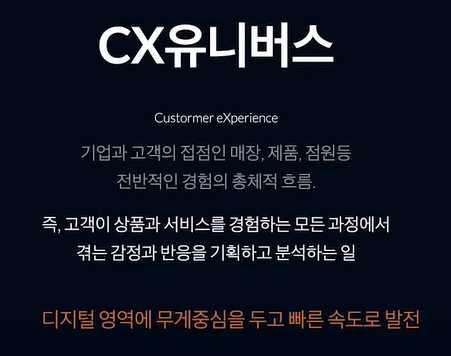 CX유니버스
Custormer eXperience
기업과 고객의 접점인 매장, 제품, 점원등
전반적인 경험의 총체적 흐름.
즉, 고객이 상품과 서비스를 경험하는 모든 과정에서
겪는 감정과 반응을 기획하고 분석하는 일
디지털 영역에 무게중심을 두고 빠른 속도로 발전